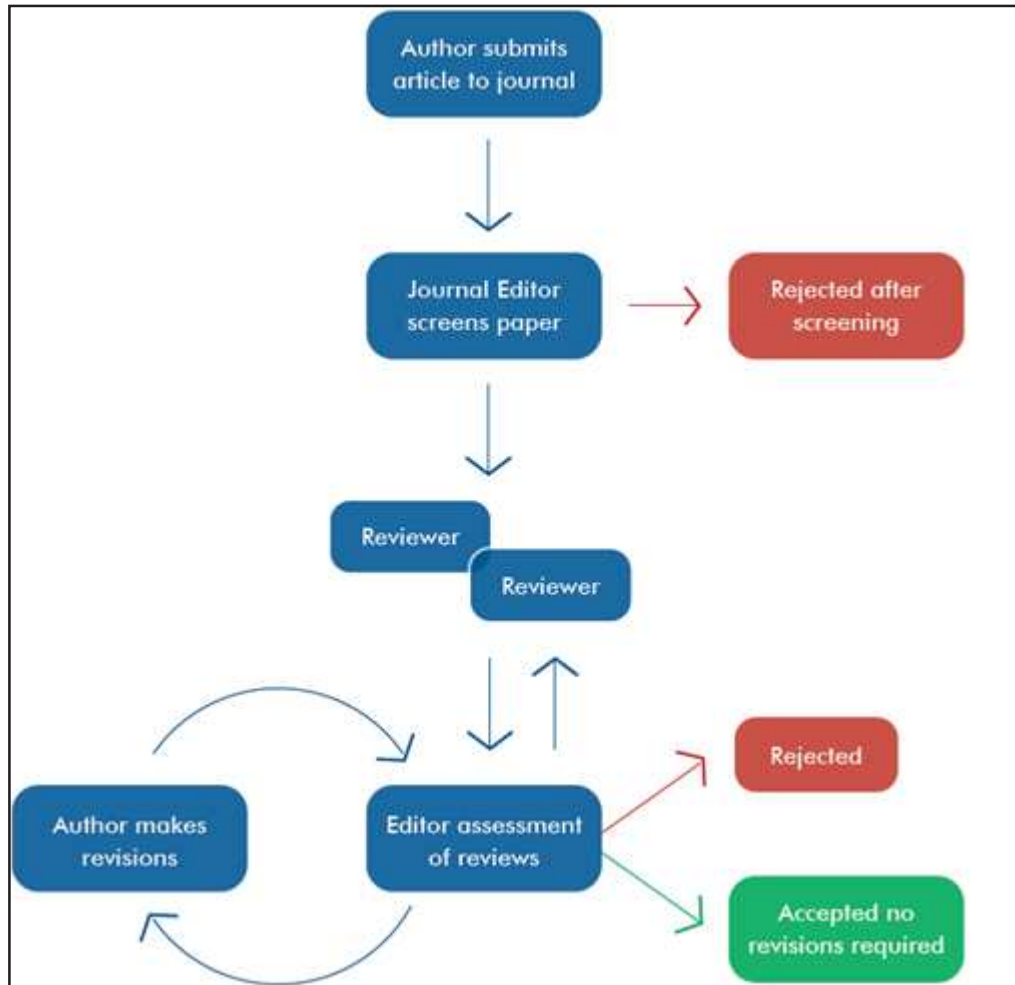 Author submits
article to journal
Journal Editor
screens paper
Rejected after
screening
Reviewer
Reviewer
Rejected
Author makes
revisions
Editor assessment
of reviews
Accepted no
revisions required